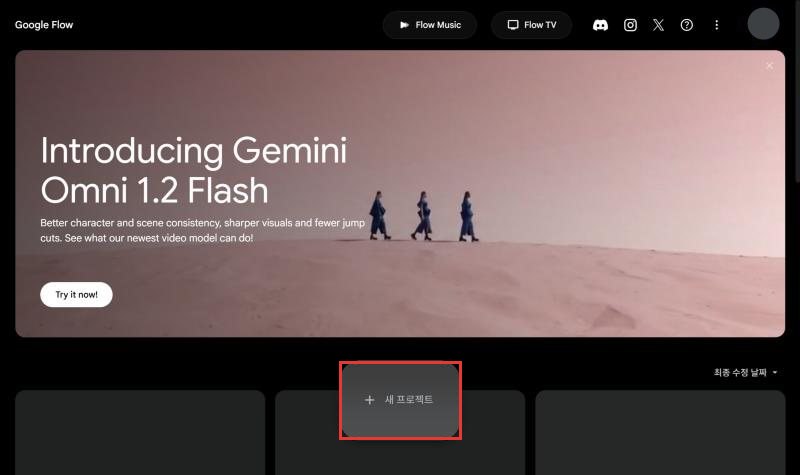 Google Flow
Flow Music
Flow TV
Introducing Gemini
Omni 1.2 Flash
Better character and scene consistency, sharper visuals and fewer jump
cuts. See what our newest video model can do!
Try it now!
최종 수정 날짜
새 프로젝트